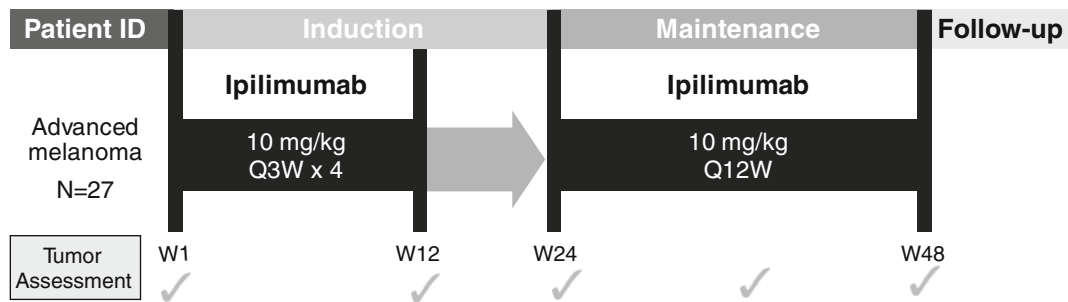 Patient ID
Induction
Maintenance
Follow-up
Ipilimumab
Ipilimumab
Advanced
melanoma
N=27
10 mg/kg
Q3W x 4
10 mg/kg
Q12W
Tumor
Assessment
W1
W12
W24
W48